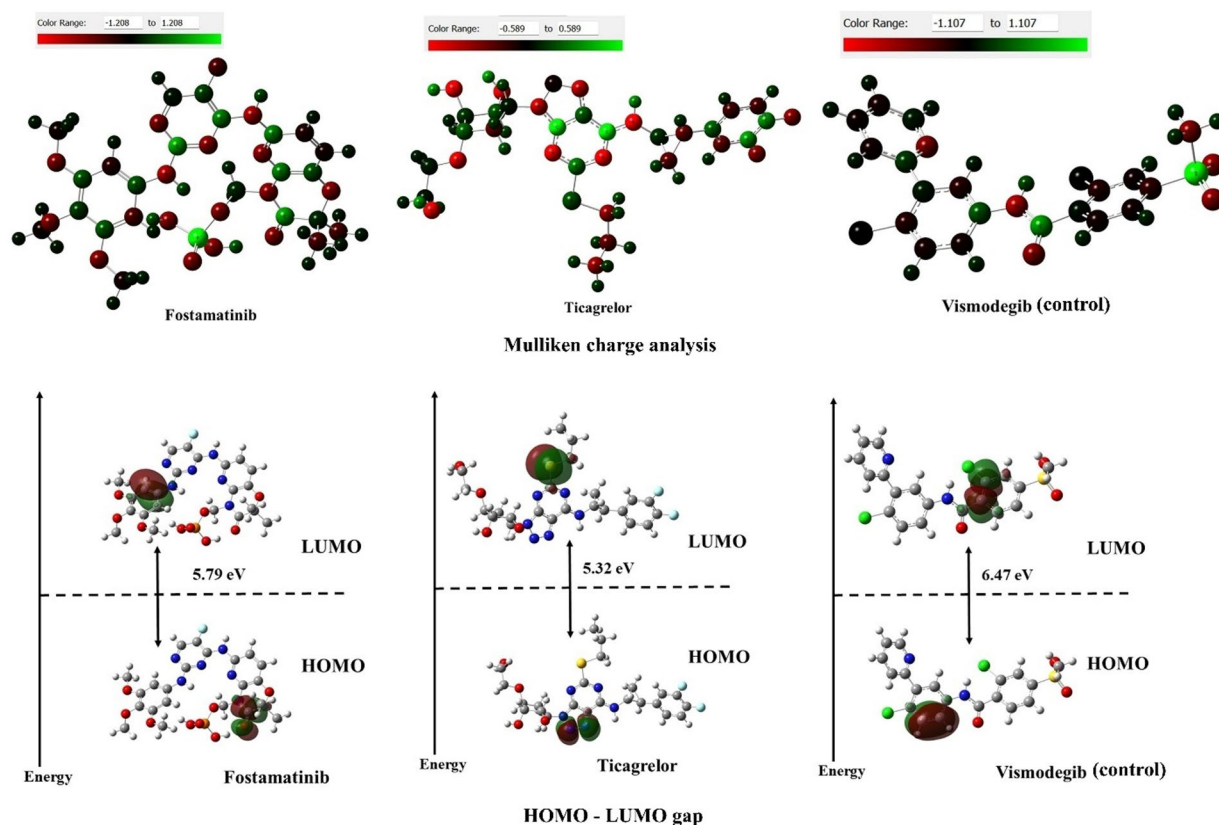 Color Range: -1.208 to 1.208
Color Range: -0.589 to 0.589
Color Range: -1.107 to 1.107
Fostamatinib
Ticagrelor
Vismodegib (control)
Mulliken charge analysis
LUMO
5.79 eV
HOMO
Energy
Fostamatinib
LUMO
5.32 eV
HOMO
Energy
Ticagrelor
LUMO
6.47 eV
HOMO
Energy
Vismodegib (control)
HOMO - LUMO gap